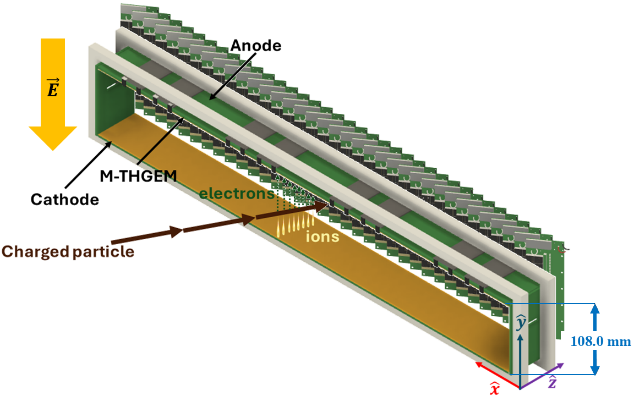 Anode
E
M-THGEM
Cathode
electrons
ions
Charged particle
ŷ
108.0 mm
x̂
ẑ